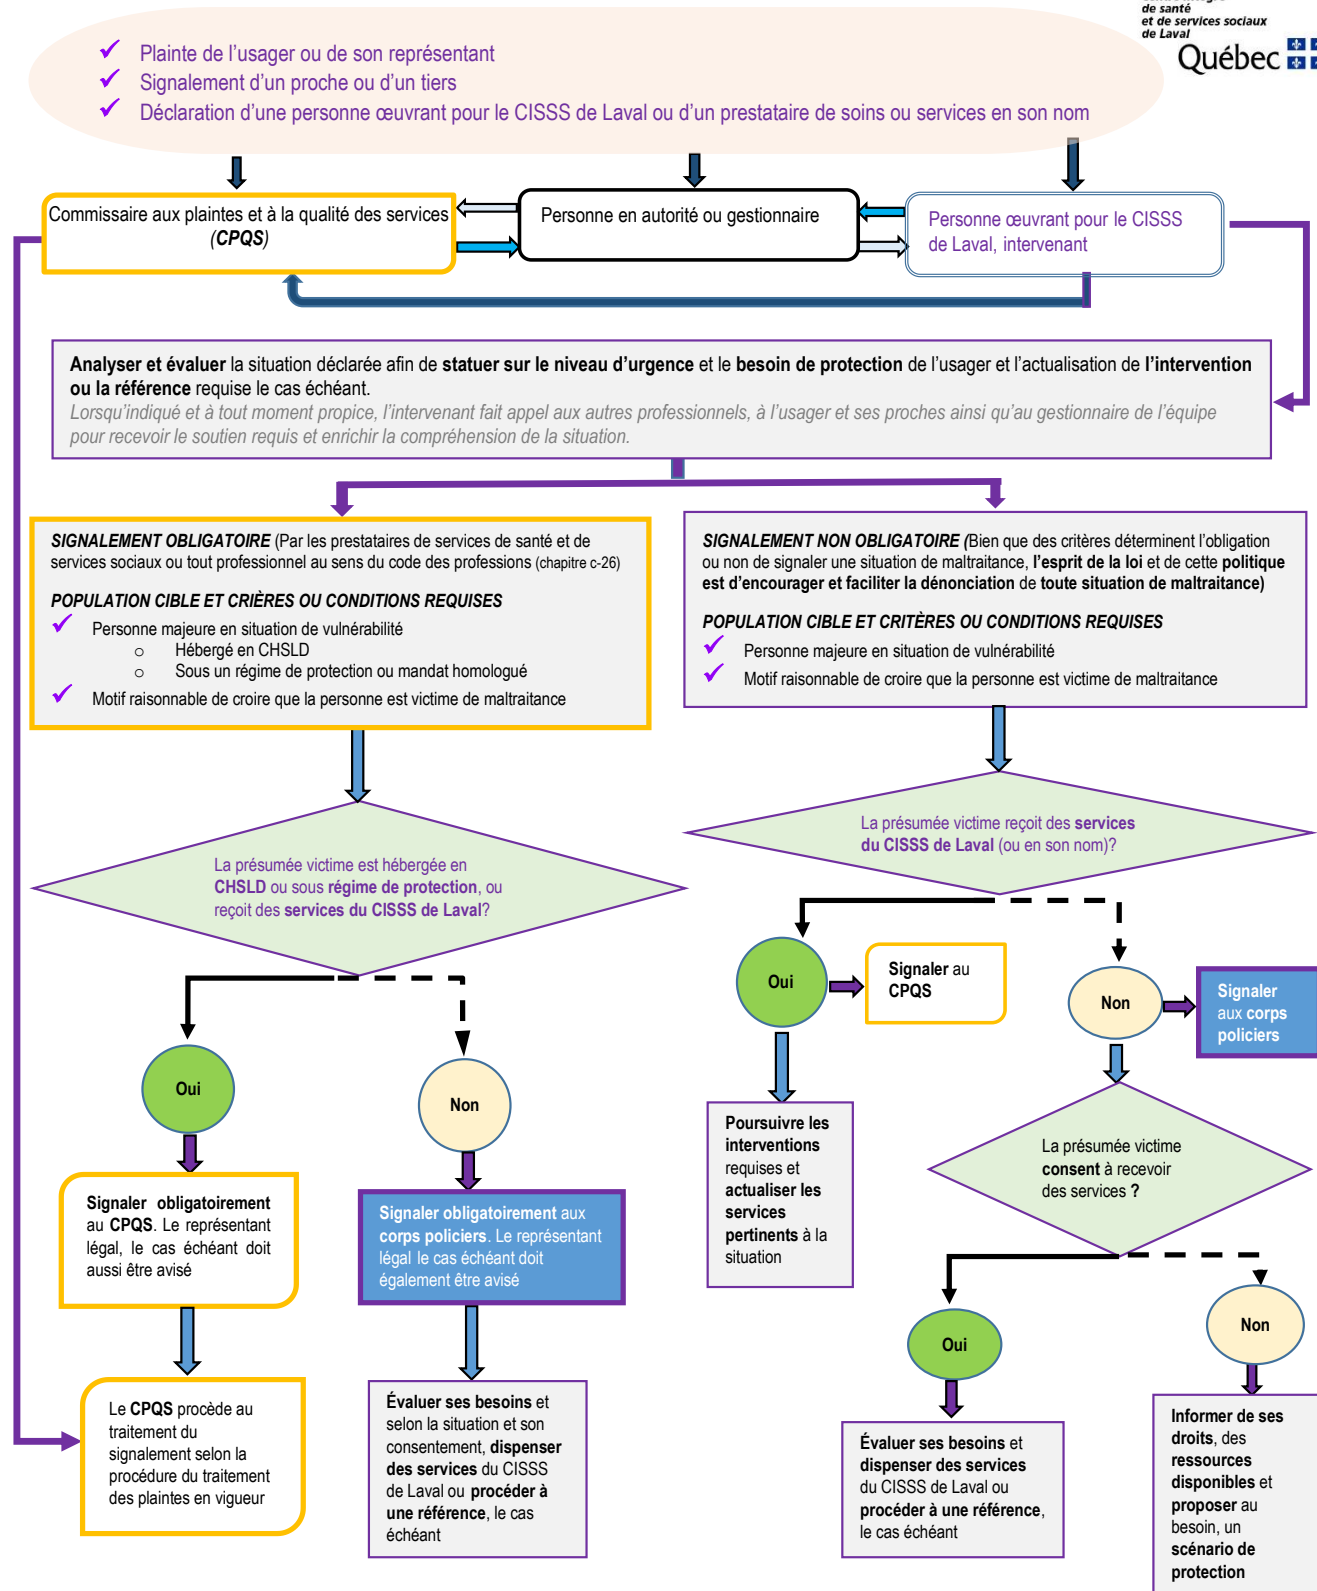 de santé
et de services sociaux
de Laval
Québec
Plainte de l'usager ou de son représentant
Signalement d'un proche ou d'un tiers
Déclaration d'une personne œuvrant pour le CISSS de Laval ou d'un prestataire de soins ou services en son nom
Commissaire aux plaintes et à la qualité des services
(CPQS)
Personne en autorité ou gestionnaire
Personne œuvrant pour le CISSS
de Laval, intervenant
Analyser et évaluer la situation déclarée afin de statuer sur le niveau d'urgence et le besoin de protection de l'usager et l'actualisation de l'intervention
ou la référence requise le cas échéant.
Lorsqu'indiqué et à tout moment propice, l'intervenant fait appel aux autres professionnels, à l'usager et ses proches ainsi qu'au gestionnaire de l'équipe
pour recevoir le soutien requis et enrichir la compréhension de la situation.
SIGNALEMENT OBLIGATOIRE (Par les prestataires de services de santé et de
services sociaux ou tout professionnel au sens du code des professions (chapitre c-26)
POPULATION CIBLE ET CRIÈRES OU CONDITIONS REQUISES
Personne majeure en situation de vulnérabilité
o Hébergé en CHSLD
o Sous un régime de protection ou mandat homologué
Motif raisonnable de croire que la personne est victime de maltraitance
SIGNALEMENT NON OBLIGATOIRE (Bien que des critères déterminent l'obligation
ou non de signaler une situation de maltraitance, l'esprit de la loi et de cette politique
est d'encourager et faciliter la dénonciation de toute situation de maltraitance)
POPULATION CIBLE ET CRITÈRES OU CONDITIONS REQUISES
Personne majeure en situation de vulnérabilité
Motif raisonnable de croire que la personne est victime de maltraitance
La présumée victime est hébergée en
CHSLD ou sous régime de protection, ou
reçoit des services du CISSS de Laval?
La présumée victime reçoit des services
du CISSS de Laval (ou en son nom)?
Oui
Signaler au
CPQS
Non
Signaler
aux corps
policiers
Oui
Non
Poursuivre les
interventions
requises et
actualiser les
services
pertinents à la
situation
La présumée victime
consent à recevoir
des services ?
Signaler obligatoirement
au CPQS. Le représentant
légal, le cas échéant doit
aussi être avisé
Signaler obligatoirement aux
corps policiers. Le représentant
légal le cas échéant doit
également être avisé
Oui
Non
Le CPQS procède au
traitement du
signalement selon la
procédure du traitement
des plaintes en vigueur
Évaluer ses besoins et
selon la situation et son
consentement, dispenser
des services du CISSS
de Laval ou procéder à
une référence, le cas
échéant
Évaluer ses besoins et
dispenser des services
du CISSS de Laval ou
procéder à une référence,
le cas échéant
Informer de ses
droits, des
ressources
disponibles et
proposer au
besoin, un
scénario de
protection